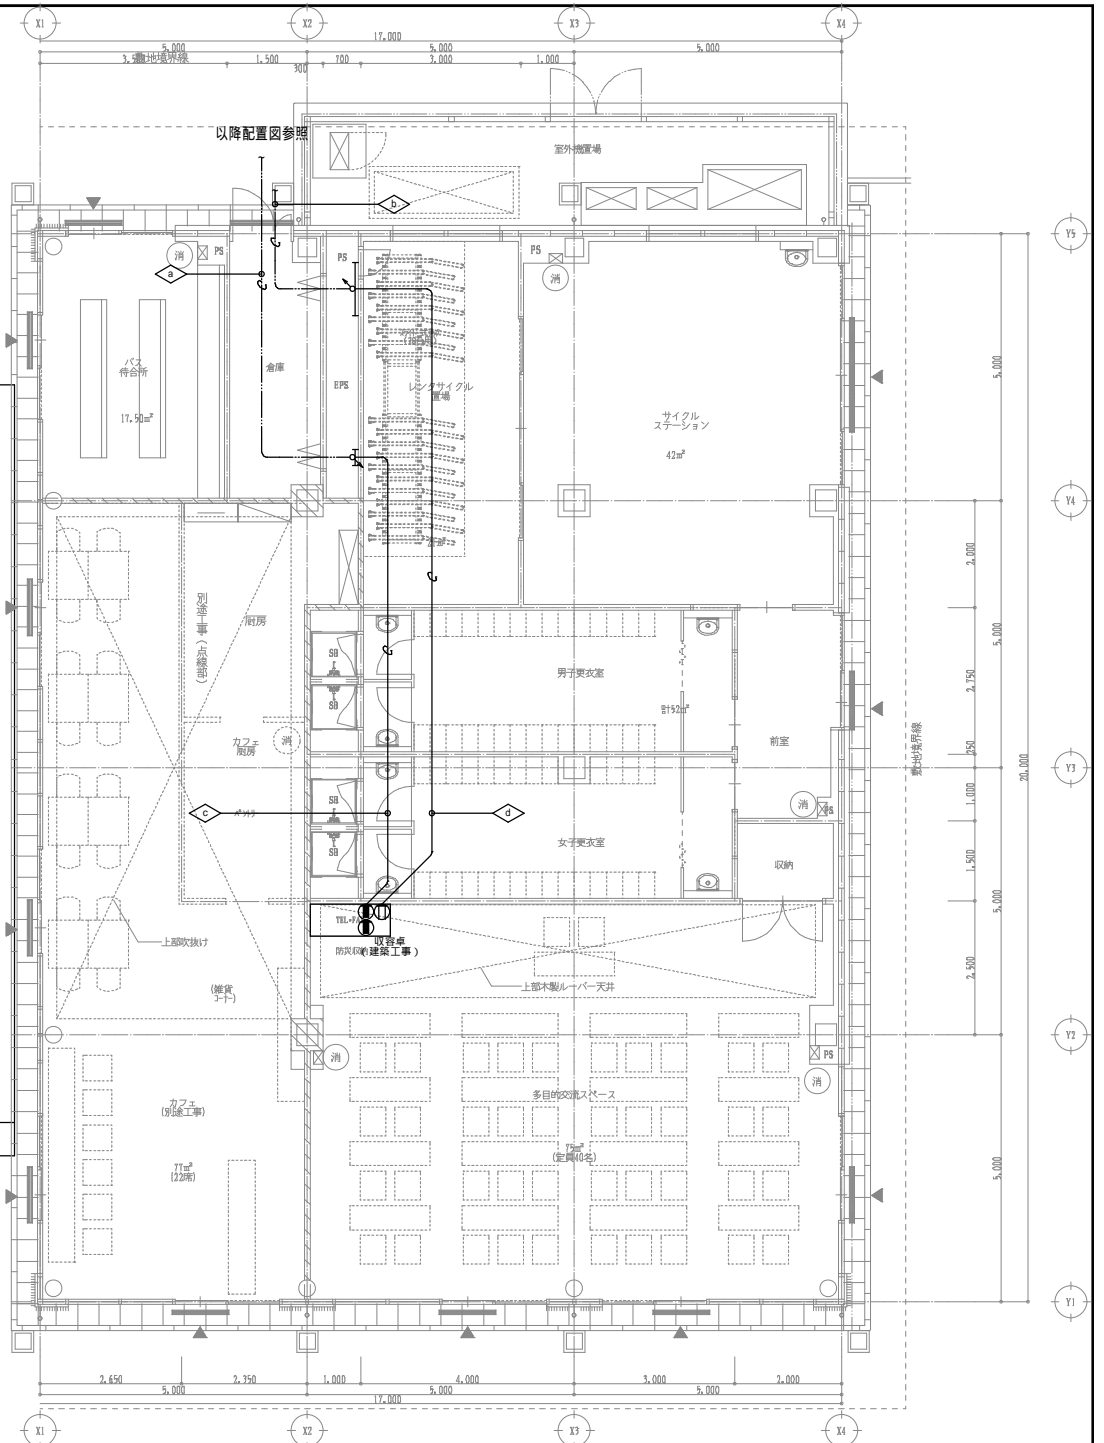 X1
X2
X3
X4
17.000
5.000
5.000
5.000
敷地境界線
1.500
700
3.000
1.000
300
以降配置図参照
室外機置場
b
Y5
消
PS
PS
PS
消
a
バス
待合所
17.50㎡
倉庫
EPS
レンタサイクル
置場
サイクル
ステーション
42㎡
5.000
Y4
2.000
別途工事(点線部)
厨房
SB
SB
男子更衣室
計52㎡
5.000
2.750
カフェ
厨房
消
前室
250
敷地境界線
Y3
20.000
SB
SB
c
d
消
PS
1.000
女子更衣室
収納
1.500
5.000
収容卓
(建築工事)
上部吹抜け
上部木製ルーバー天井
2.500
(雑貨
コーナー)
消
PS
消
Y2
カフェ
(別途工事)
77㎡
(22席)
多目的交流スペース
75㎡
(定員40名)
5.000
Y1
2.650
2.350
1.000
4.000
3.000
2.000
5.000
5.000
5.000
17.000
X1
X2
X3
X4